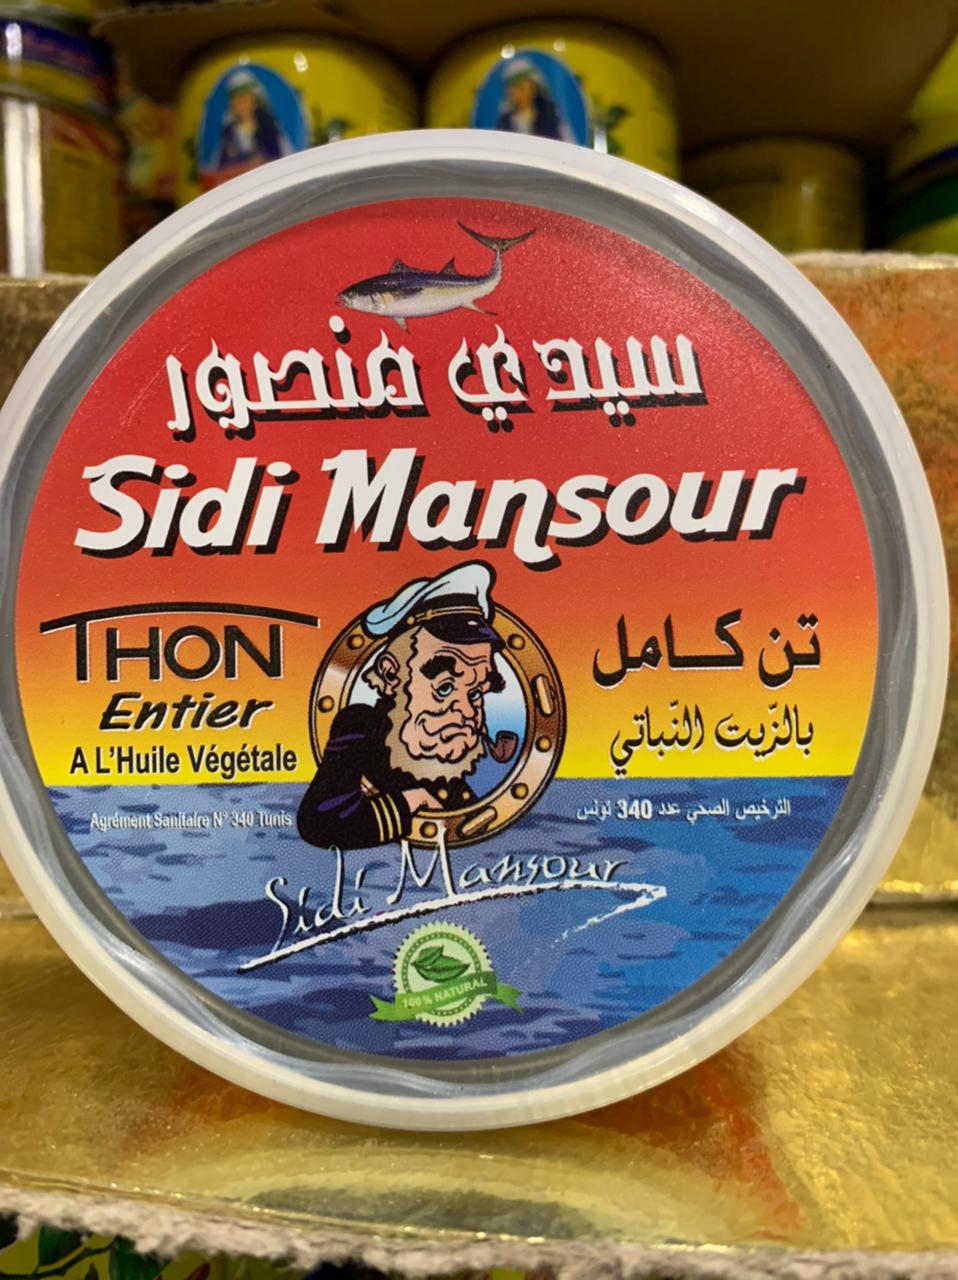 سيدي منصور
Sidi Mansour
THON
Entier
A L'Huile Végétale
تن كامل
بالزّيت النّباتي
Agrément Sanitaire N° 340 Tunis
الترخيص الصحي عدد 340 تونس
Sidi Mansour
100% NATURAL